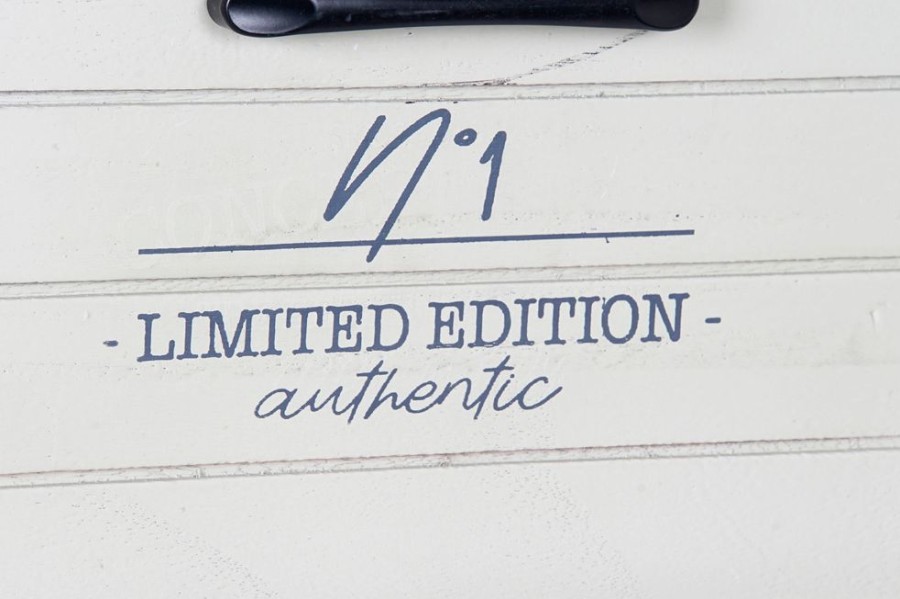 N°1
- LIMITED EDITION -
authentic